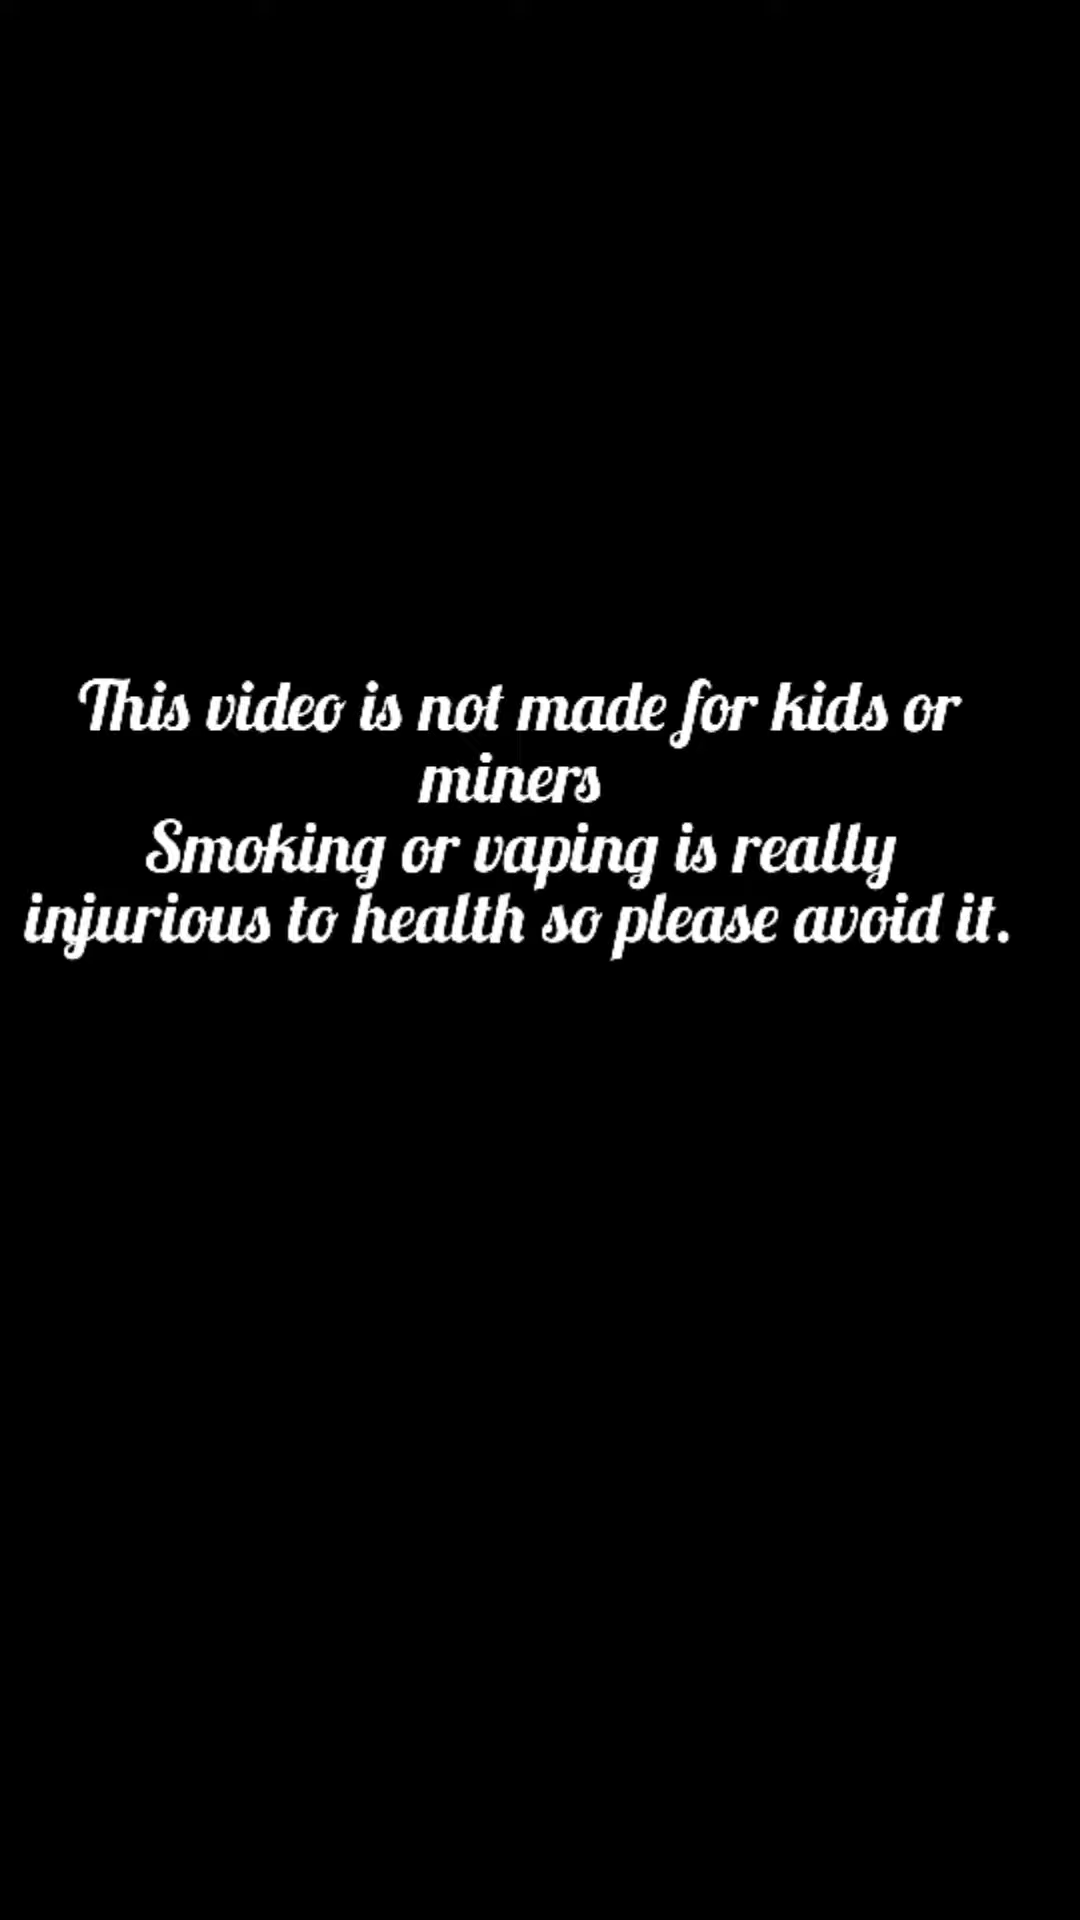 This video is not made for kids or
miners
Smoking or vaping is really
injurious to health so please avoid it.